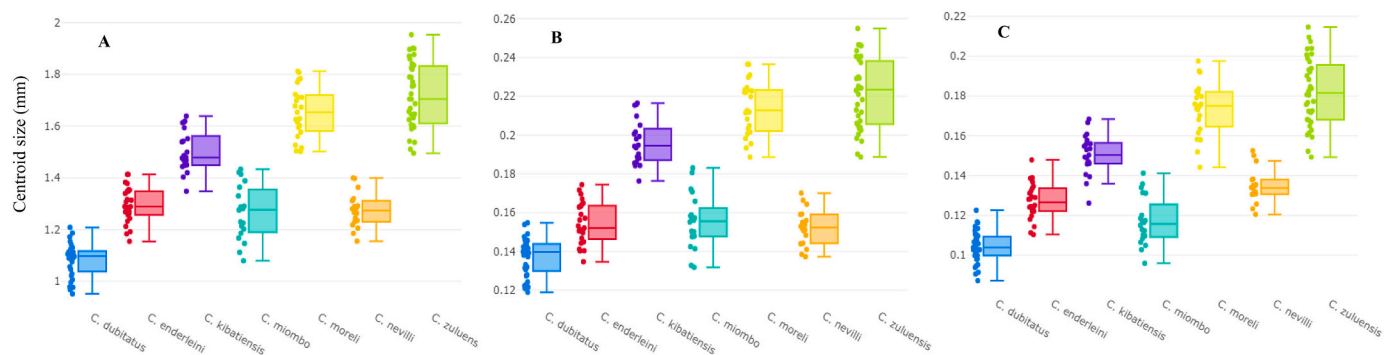 Centroid size (mm)
A
2
1.8
1.6
1.4
1.2
1
C. dubitatus
C. enderleini
C. kibatiensis
C. miombo
C. moreli
C. nevilli
C. zuluensis
B
0.26
0.24
0.22
0.2
0.18
0.16
0.14
0.12
C. dubitatus
C. enderleini
C. kibatiensis
C. miombo
C. moreli
C. nevilli
C. zuluensis
C
0.22
0.2
0.18
0.16
0.14
0.12
0.1
C. dubitatus
C. enderleini
C. kibatiensis
C. miombo
C. moreli
C. nevilli
C. zuluensis